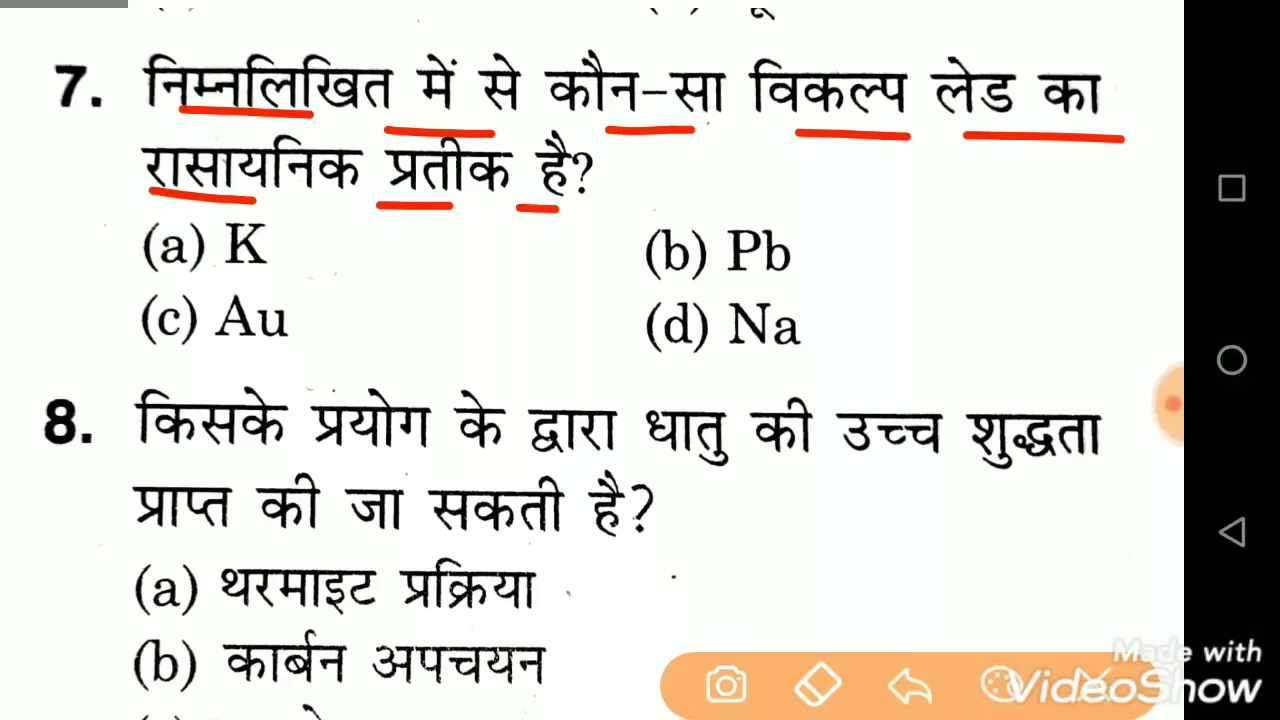 7. निम्नलिखित में से कौन-सा विकल्प लेड का
रासायनिक प्रतीक है?
(a) K (b) Pb
(c) Au (d) Na
8. किसके प्रयोग के द्वारा धातु की उच्च शुद्धता
प्राप्त की जा सकती है?
(a) थरमाइट प्रक्रिया
(b) कार्बन अपचयन
Made with
VideoShow